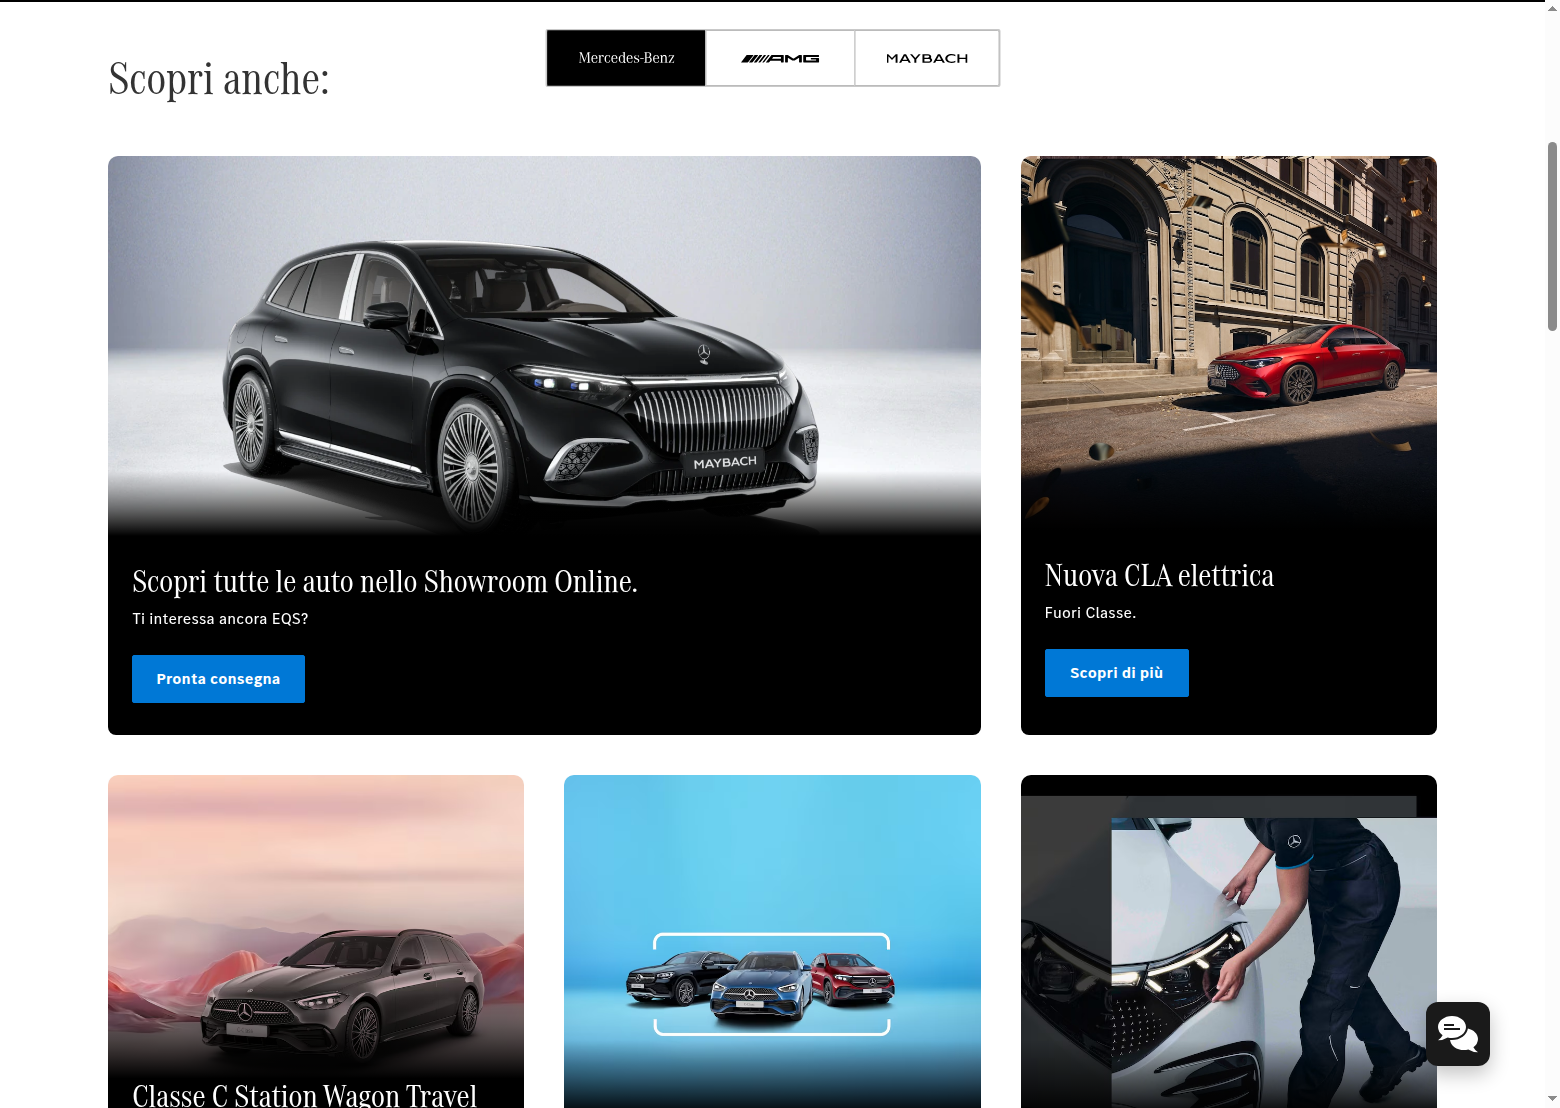 Mercedes-Benz
AMG
MAYBACH
Scopri anche:
MAYBACH
Scopri tutte le auto nello Showroom Online.
Ti interessa ancora EQS?
Pronta consegna
Nuova CLA elettrica
Fuori Classe.
Scopri di più
Classe C Station Wagon Travel